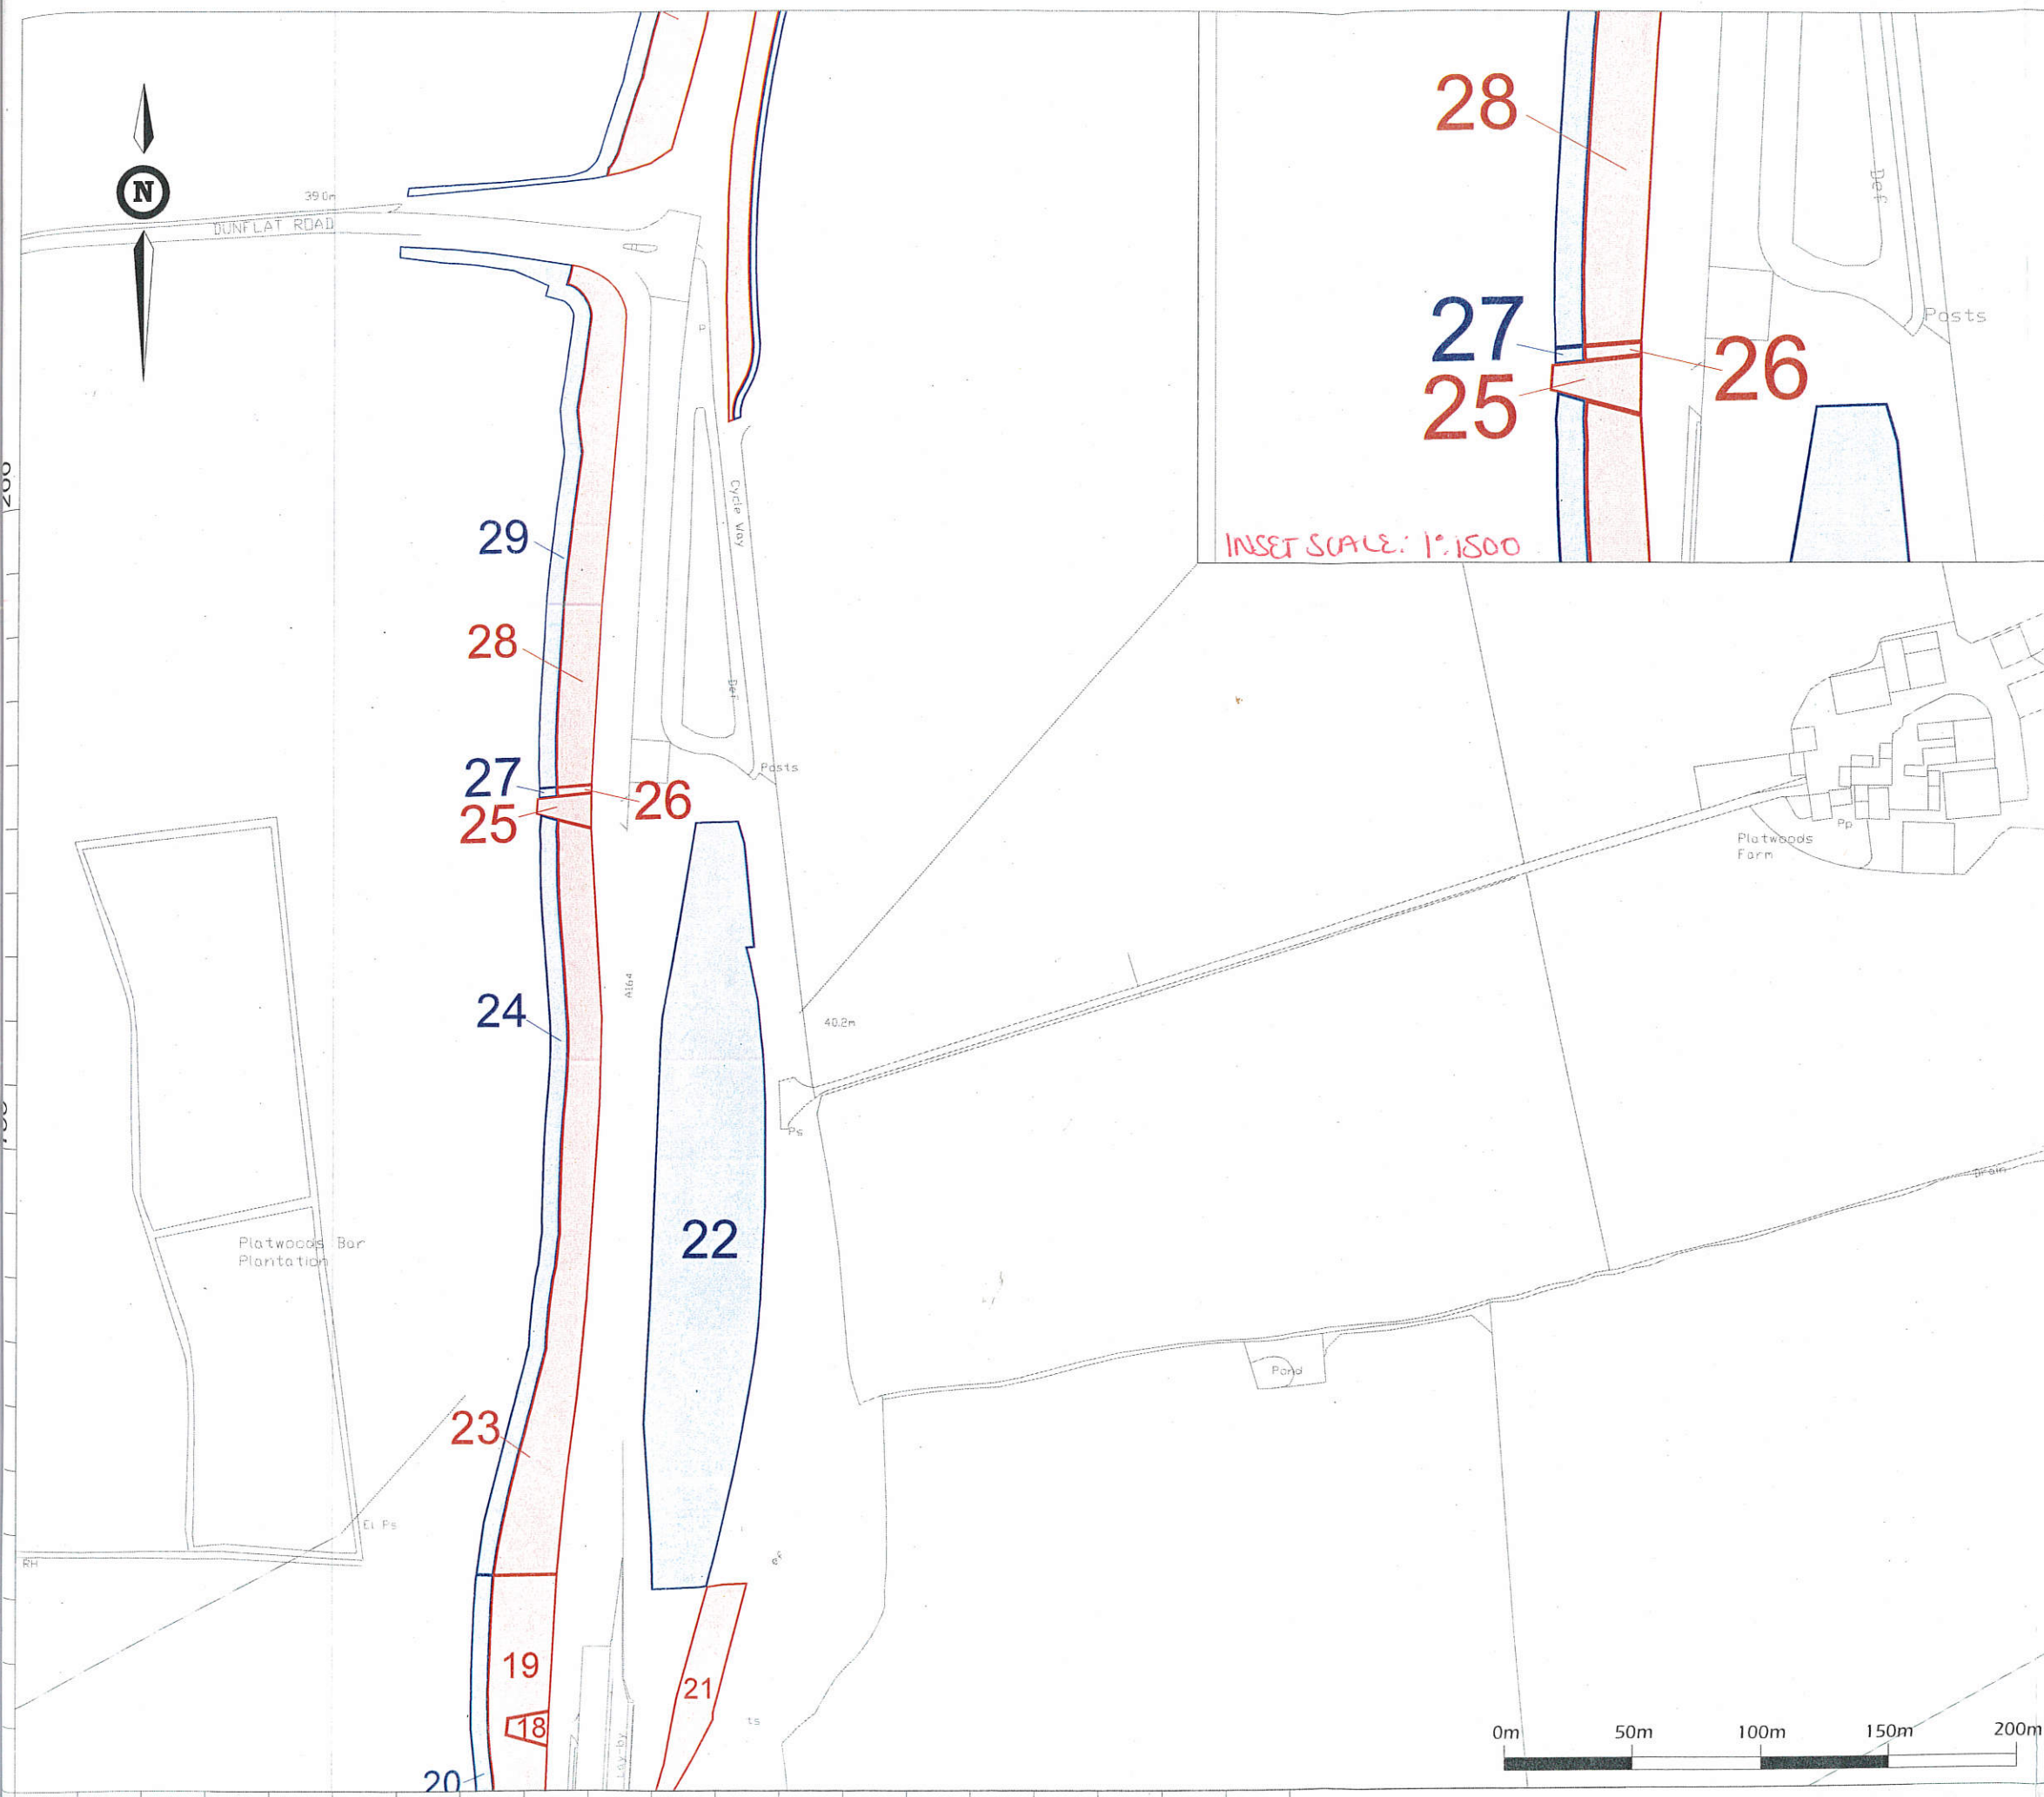 N
39.0m
DUNFLAT ROAD
28
Def
27
Posts
26
25
INSET SCALE: 1:1500
P
Cycle Way
29
28
Def
Posts
27
26
25
Platwoods
Farm
Pp
A164
24
40.2m
Ps
Drain
22
Platwoods Bar
Plantation
Pond
23
El Ps
RH
19
21
18
Lay-by
ts
20
0m 50m 100m 150m 200m